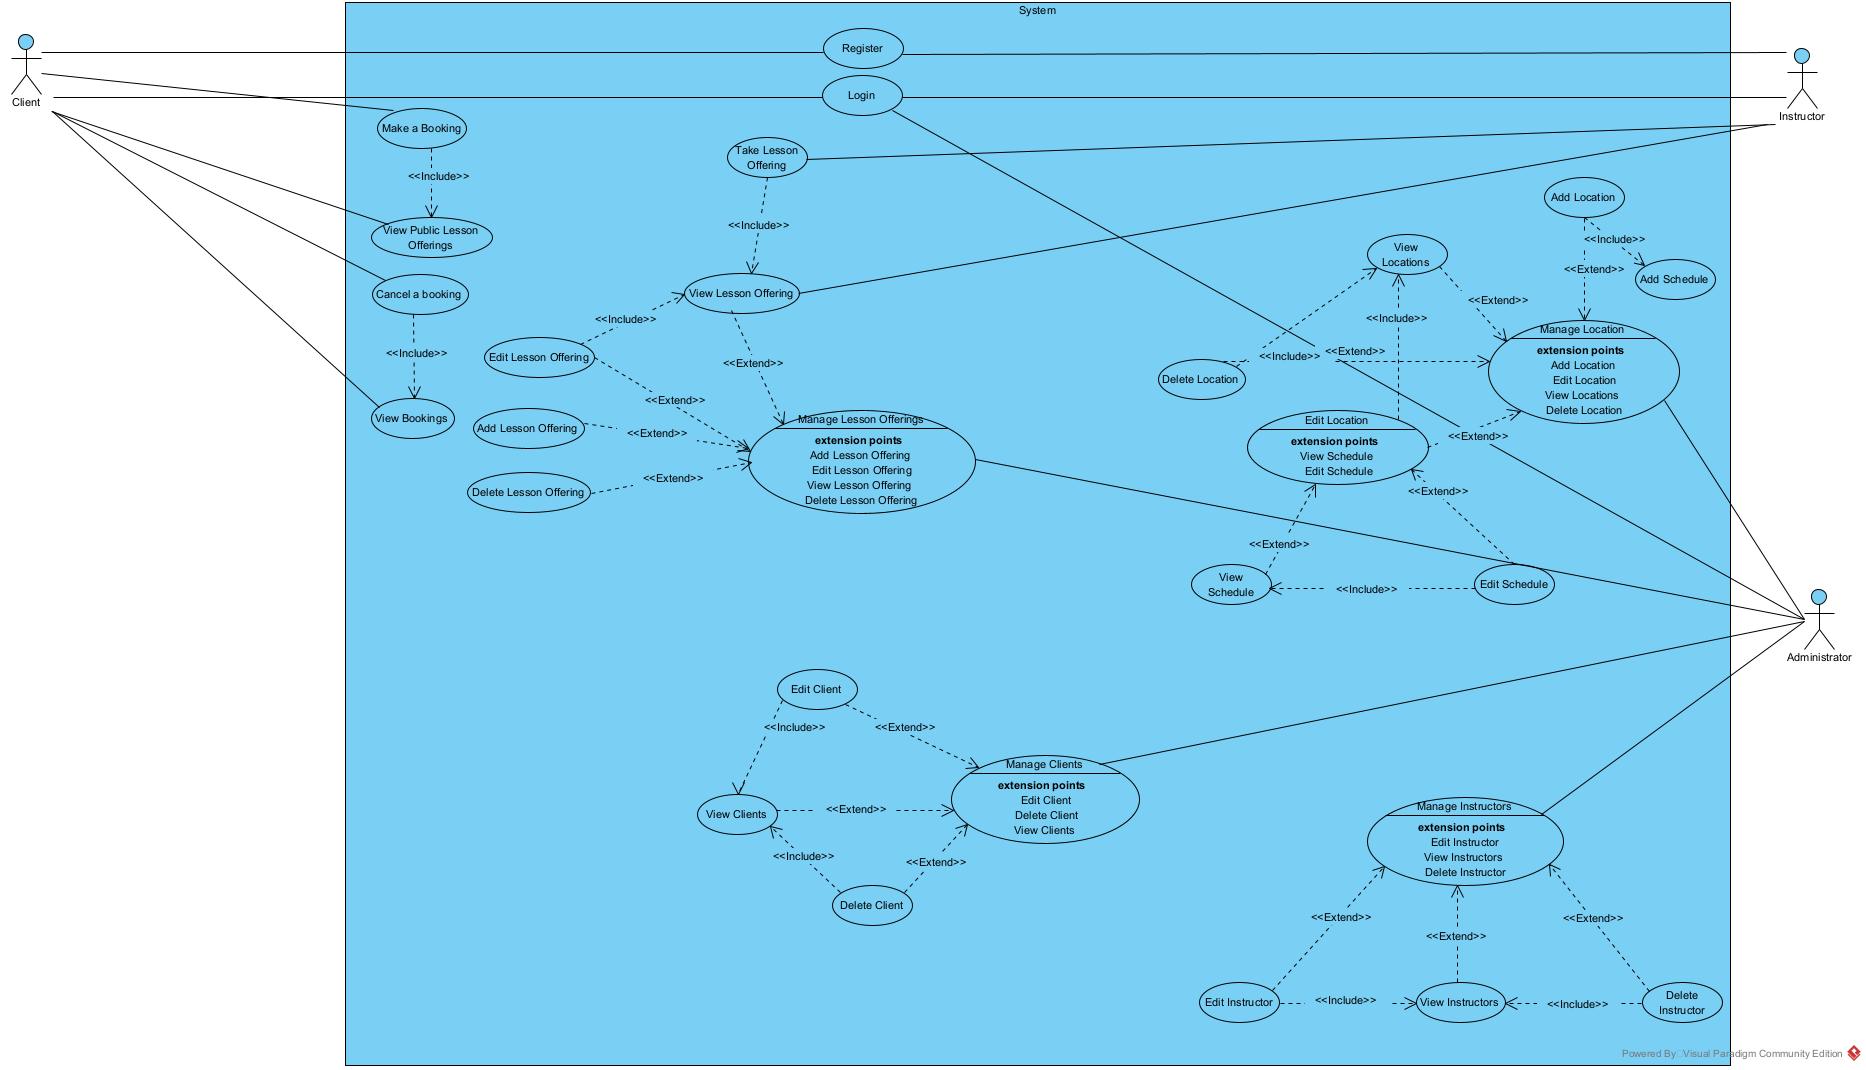 System
Register
Client
Login
Instructor
Make a Booking
<<Include>>
View Public Lesson
Offerings
Cancel a booking
<<Include>>
View Bookings
Take Lesson
Offering
<<Include>>
View Lesson Offering
<<Include>>
Edit Lesson Offering
<<Extend>>
<<Extend>>
Add Lesson Offering
<<Extend>>
Delete Lesson Offering
<<Extend>>
Manage Lesson Offerings
extension points
Add Lesson Offering
Edit Lesson Offering
View Lesson Offering
Delete Lesson Offering
Add Location
<<Include>>
<<Extend>>
Add Schedule
View
Locations
<<Extend>>
<<Include>>
Delete Location
<<Include>>
<<Extend>>
Manage Location
extension points
Add Location
Edit Location
View Locations
Delete Location
Edit Location
extension points
View Schedule
Edit Schedule
<<Extend>>
<<Extend>>
<<Extend>>
View
Schedule
<<Include>>
Edit Schedule
Administrator
Edit Client
<<Include>>
<<Extend>>
View Clients
<<Extend>>
Manage Clients
extension points
Edit Client
Delete Client
View Clients
<<Include>>
<<Extend>>
Delete Client
Manage Instructors
extension points
Edit Instructor
View Instructors
Delete Instructor
<<Extend>>
<<Extend>>
<<Extend>>
Edit Instructor
<<Include>>
View Instructors
<<Include>>
Delete
Instructor
Powered By Visual Paradigm Community Edition